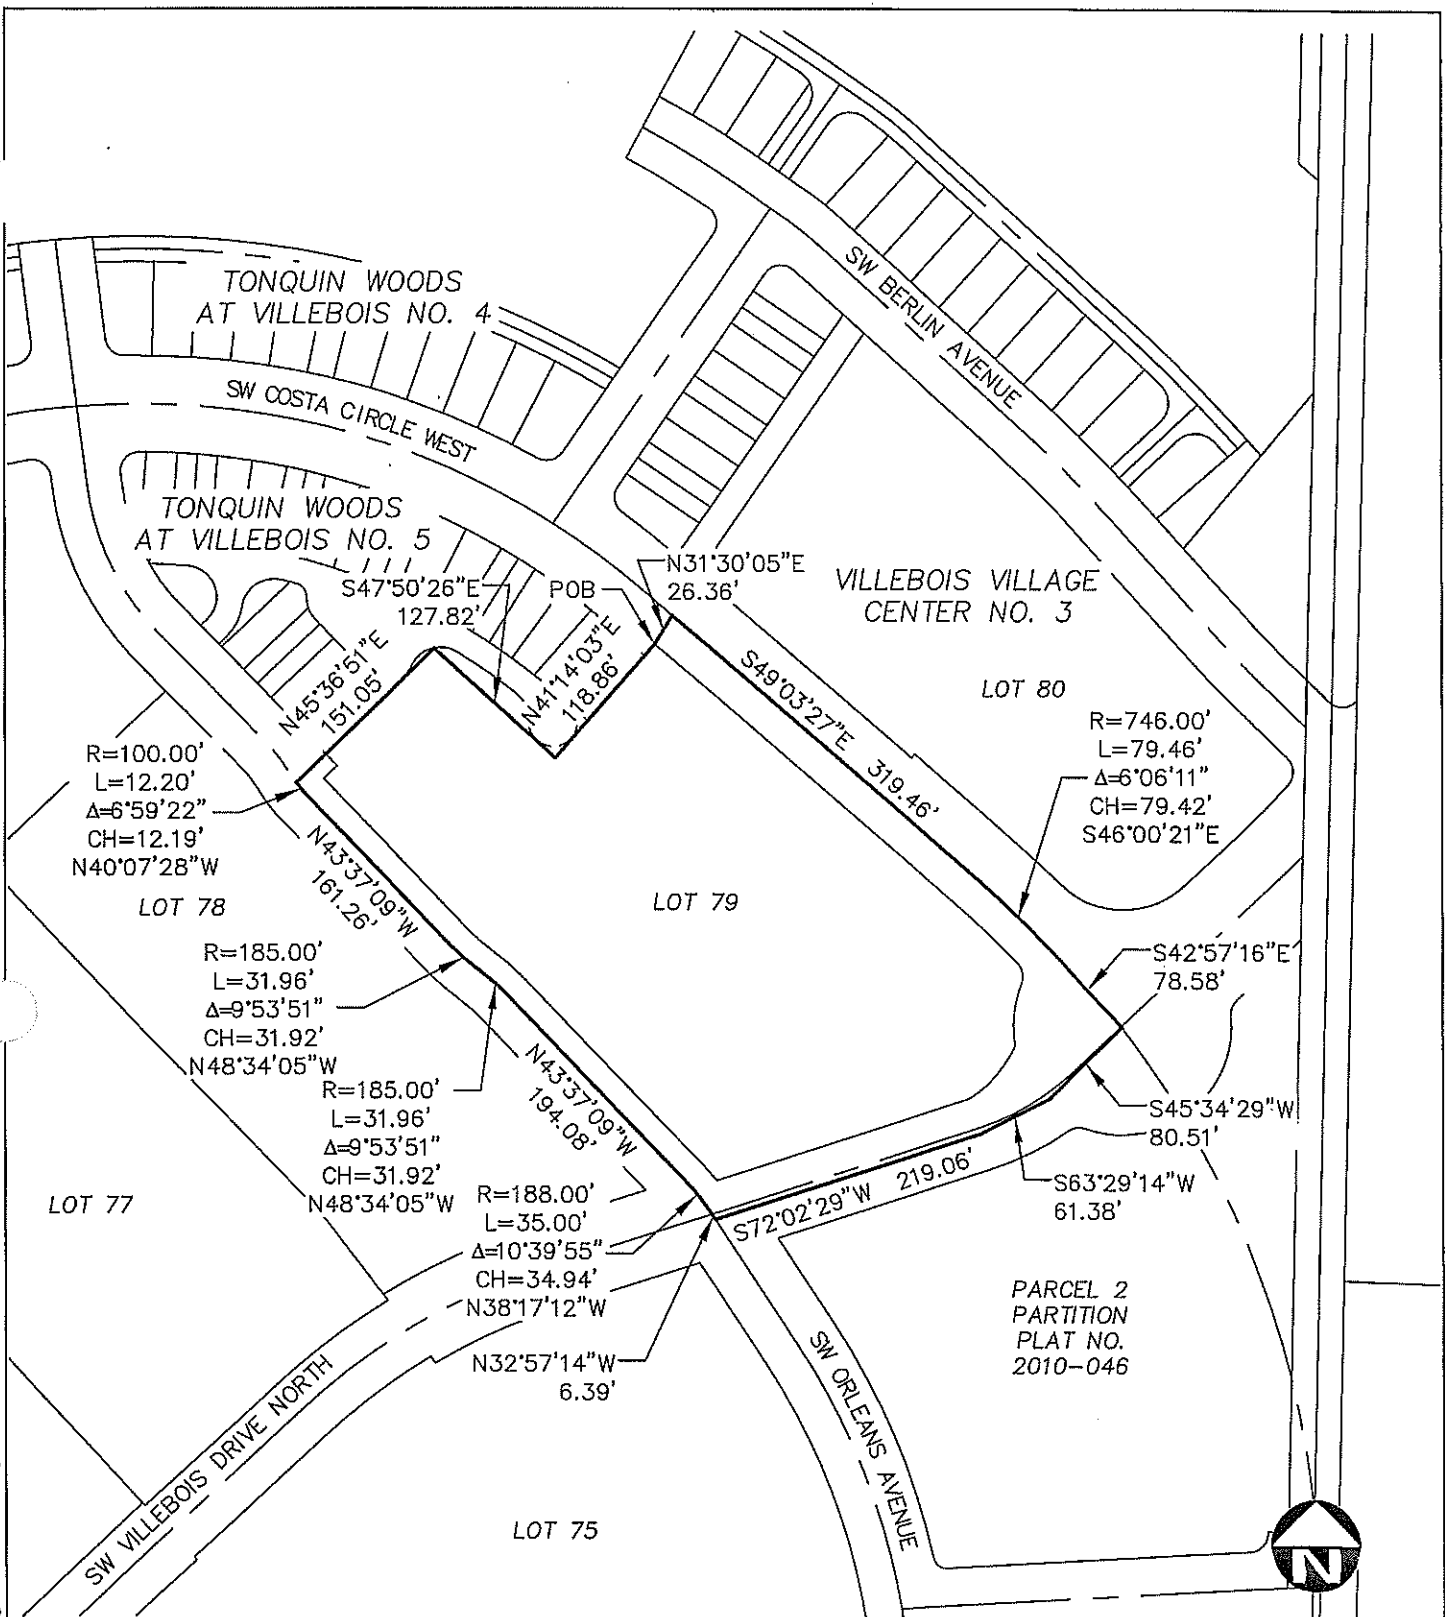 TONQUIN WOODS
AT VILLEBOIS NO. 4
SW BERLIN AVENUE
SW COSTA CIRCLE WEST
TONQUIN WOODS
AT VILLEBOIS NO. 5
S47°50'26"E
127.82'
POB
N31°30'05"E
26.36'
VILLEBOIS VILLAGE
CENTER NO. 3
N45°36'51"E
151.05'
N41°14'03"E
118.86'
S49°03'27"E 319.46'
LOT 80
R=746.00'
L=79.46'
Δ=6°06'11"
CH=79.42'
S46°00'21"E
R=100.00'
L=12.20'
Δ=6°59'22"
CH=12.19'
N40°07'28"W
N43°37'09"W
161.26'
LOT 78
LOT 79
R=185.00'
L=31.96'
Δ=9°53'51"
CH=31.92'
N48°34'05"W
S42°57'16"E
78.58'
R=185.00'
L=31.96'
Δ=9°53'51"
CH=31.92'
N48°34'05"W
N43°37'09"W
194.08'
S45°34'29"W
80.51'
LOT 77
R=188.00'
L=35.00'
Δ=10°39'55"
CH=34.94'
N38°17'12"W
S72°02'29"W 219.06'
S63°29'14"W
61.38'
N32°57'14"W
6.39'
PARCEL 2
PARTITION
PLAT NO.
2010-046
SW VILLEBOIS DRIVE NORTH
SW ORLEANS AVENUE
LOT 75
N